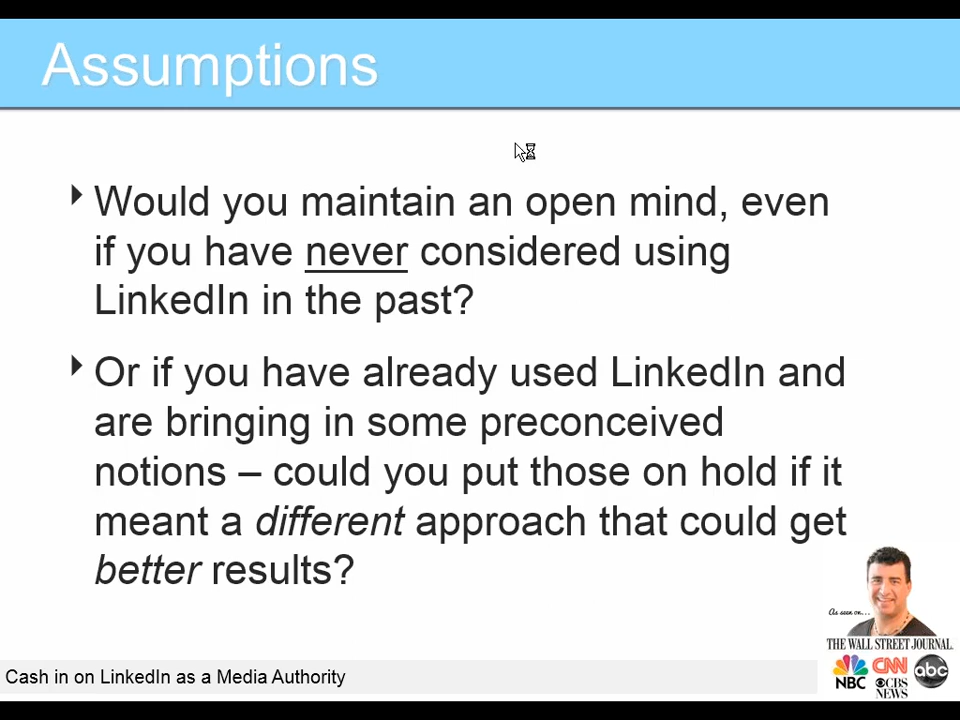 Assumptions
Would you maintain an open mind, even
if you have never considered using
LinkedIn in the past?
Or if you have already used LinkedIn and
are bringing in some preconceived
notions – could you put those on hold if it
meant a different approach that could get
better results?
As seen on...
THE WALL STREET JOURNAL.
NBC
CNN
CBS
NEWS
abc
Cash in on LinkedIn as a Media Authority